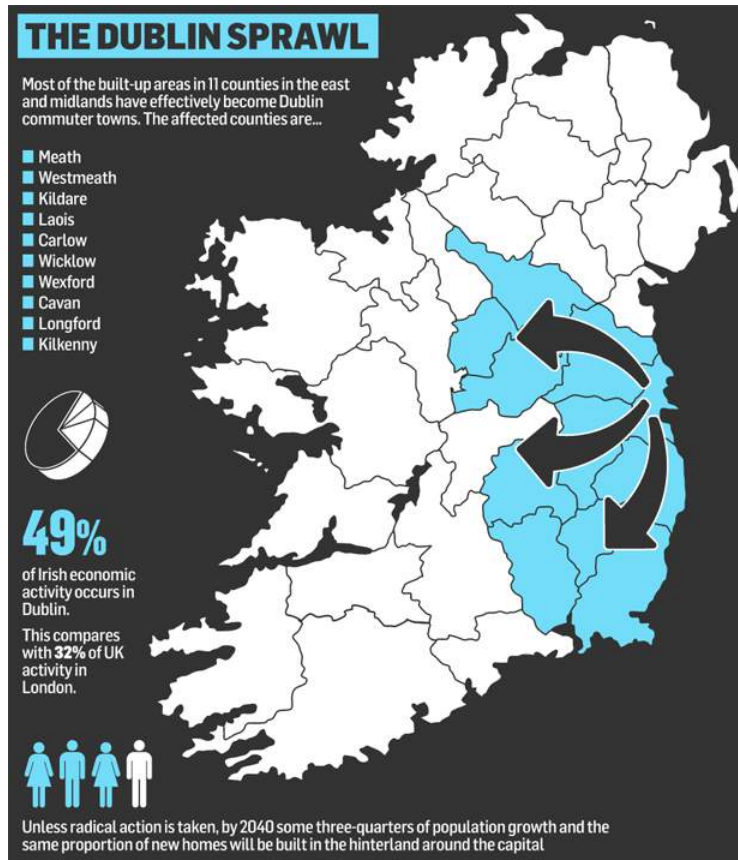 THE DUBLIN SPRAWL
Most of the built-up areas in 11 counties in the east
and midlands have effectively become Dublin
commuter towns. The affected counties are...
Meath
Westmeath
Kildare
Laois
Carlow
Wicklow
Wexford
Cavan
Longford
Kilkenny
49%
of Irish economic
activity occurs in
Dublin.
This compares
with 32% of UK
activity in
London.
Unless radical action is taken, by 2040 some three-quarters of population growth and the
same proportion of new homes will be built in the hinterland around the capital